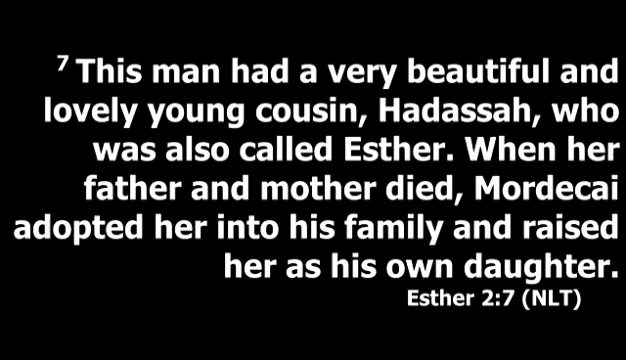 7 This man had a very beautiful and
lovely young cousin, Hadassah, who
was also called Esther. When her
father and mother died, Mordecai
adopted her into his family and raised
her as his own daughter.
Esther 2:7 (NLT)